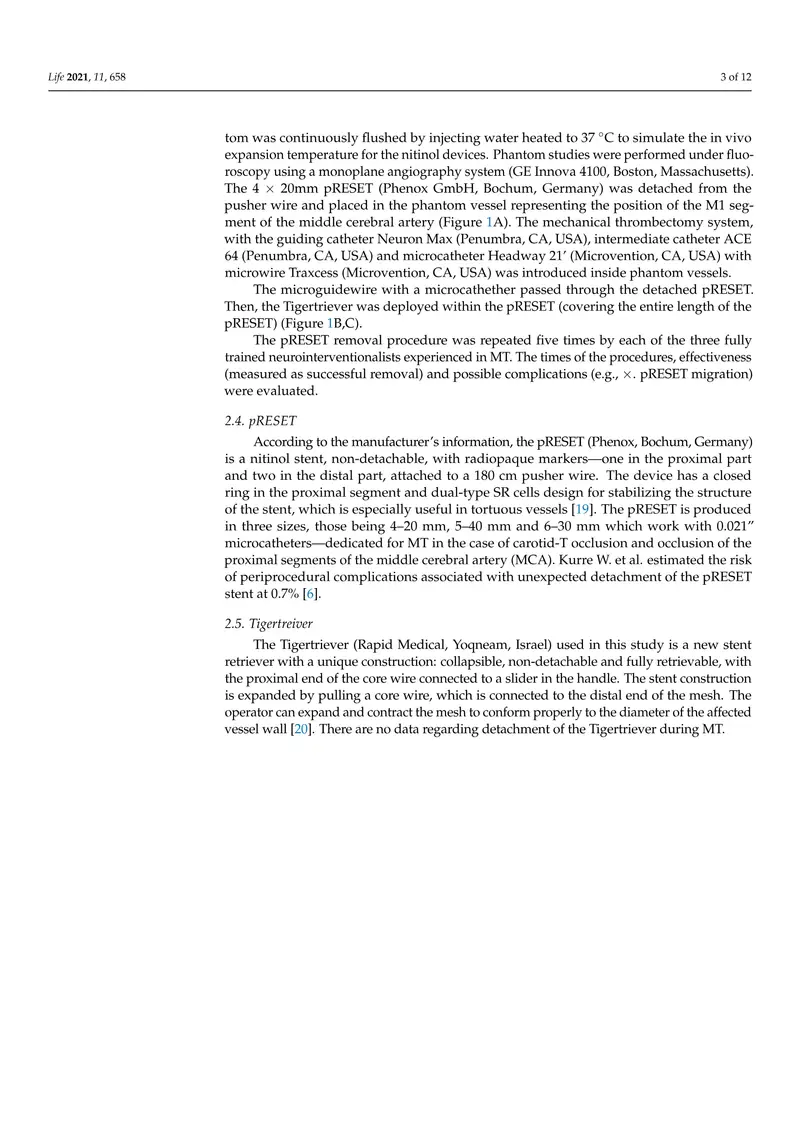 Life 2021, 11, 658
3 of 12
tom was continuously flushed by injecting water heated to 37 °C to simulate the in vivo
expansion temperature for the nitinol devices. Phantom studies were performed under fluo-
roscopy using a monoplane angiography system (GE Innova 4100, Boston, Massachusetts).
The 4 × 20mm pRESET (Phenox GmbH, Bochum, Germany) was detached from the
pusher wire and placed in the phantom vessel representing the position of the M1 seg-
ment of the middle cerebral artery (Figure 1A). The mechanical thrombectomy system,
with the guiding catheter Neuron Max (Penumbra, CA, USA), intermediate catheter ACE
64 (Penumbra, CA, USA) and microcatheter Headway 21′ (Microvention, CA, USA) with
microwire Traxcess (Microvention, CA, USA) was introduced inside phantom vessels.
The microguidewire with a microcathether passed through the detached pRESET.
Then, the Tigertriever was deployed within the pRESET (covering the entire length of the
pRESET) (Figure 1B,C).
The pRESET removal procedure was repeated five times by each of the three fully
trained neurointerventionalists experienced in MT. The times of the procedures, effectiveness
(measured as successful removal) and possible complications (e.g., ×. pRESET migration)
were evaluated.
2.4. pRESET
According to the manufacturer's information, the pRESET (Phenox, Bochum, Germany)
is a nitinol stent, non-detachable, with radiopaque markers—one in the proximal part
and two in the distal part, attached to a 180 cm pusher wire. The device has a closed
ring in the proximal segment and dual-type SR cells design for stabilizing the structure
of the stent, which is especially useful in tortuous vessels [19]. The pRESET is produced
in three sizes, those being 4–20 mm, 5–40 mm and 6–30 mm which work with 0.021″
microcatheters—dedicated for MT in the case of carotid-T occlusion and occlusion of the
proximal segments of the middle cerebral artery (MCA). Kurre W. et al. estimated the risk
of periprocedural complications associated with unexpected detachment of the pRESET
stent at 0.7% [6].
2.5. Tigertreiver
The Tigertriever (Rapid Medical, Yoqneam, Israel) used in this study is a new stent
retriever with a unique construction: collapsible, non-detachable and fully retrievable, with
the proximal end of the core wire connected to a slider in the handle. The stent construction
is expanded by pulling a core wire, which is connected to the distal end of the mesh. The
operator can expand and contract the mesh to conform properly to the diameter of the affected
vessel wall [20]. There are no data regarding detachment of the Tigertriever during MT.